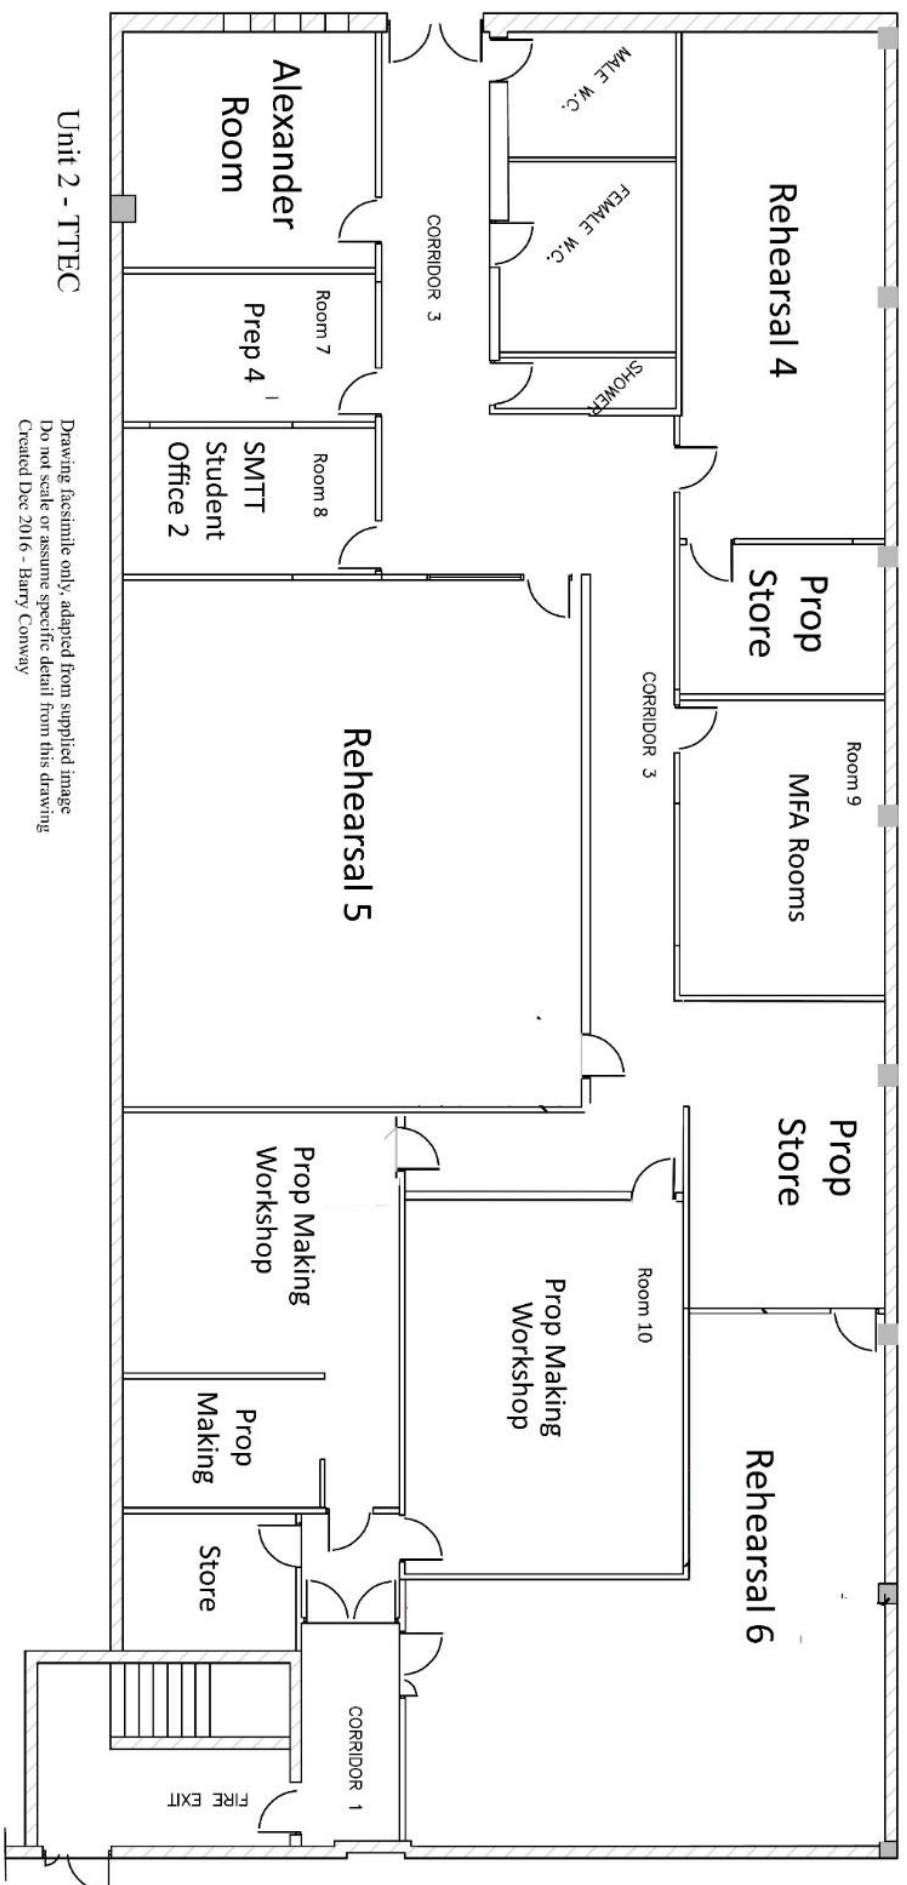 Unit 2 - TTEC
Drawing facsimile only, adapted from supplied image
Do not scale or assume specific detail from this drawing
Created Dec 2016 - Barry Conway
Rehearsal 4
Prop
Store
Room 9
MFA Rooms
Prop
Store
Rehearsal 6
MALE W.C.
FEMALE W.C.
SHOWER
CORRIDOR 3
CORRIDOR 3
Room 10
Prop Making
Workshop
Alexander
Room
Room 7
Prep 4
Room 8
SMTT
Student
Office 2
Rehearsal 5
Prop Making
Workshop
Prop
Making
Store
CORRIDOR 1
FIRE EXIT